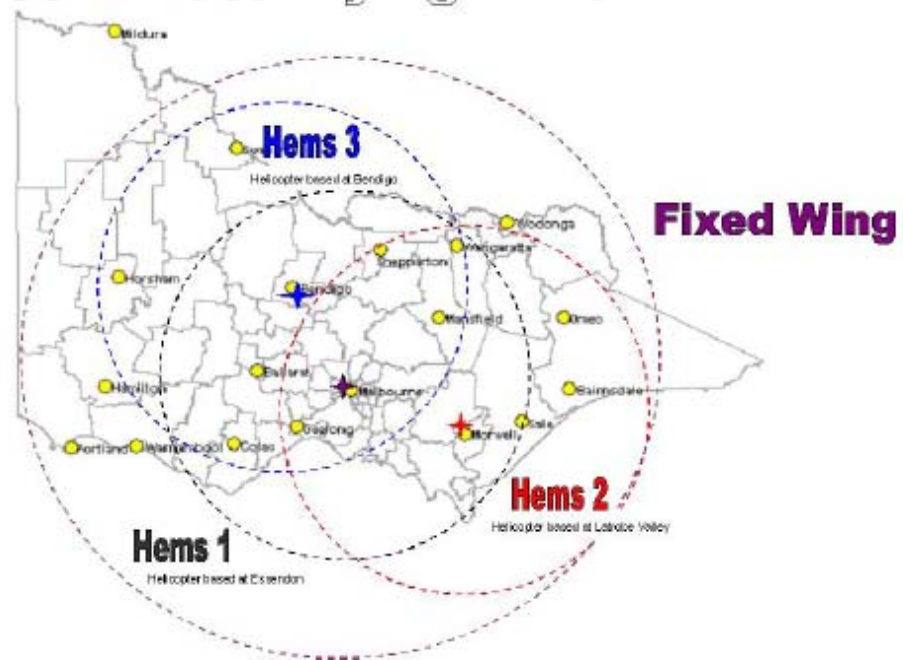 Mildura
Hems 3
Helicopter based at Bendigo
Wodonga
Fixed Wing
Wangaratta
Shepparton
Horsham
Bendigo
Mansfield
Omeo
Ballarat
Hamilton
Melbourne
Bairnsdale
Geelong
Sale
Morwell
Portland
Warrnambool
Colac
Hems 2
Helicopter based at Latrobe Valley
Hems 1
Helicopter based at Essendon